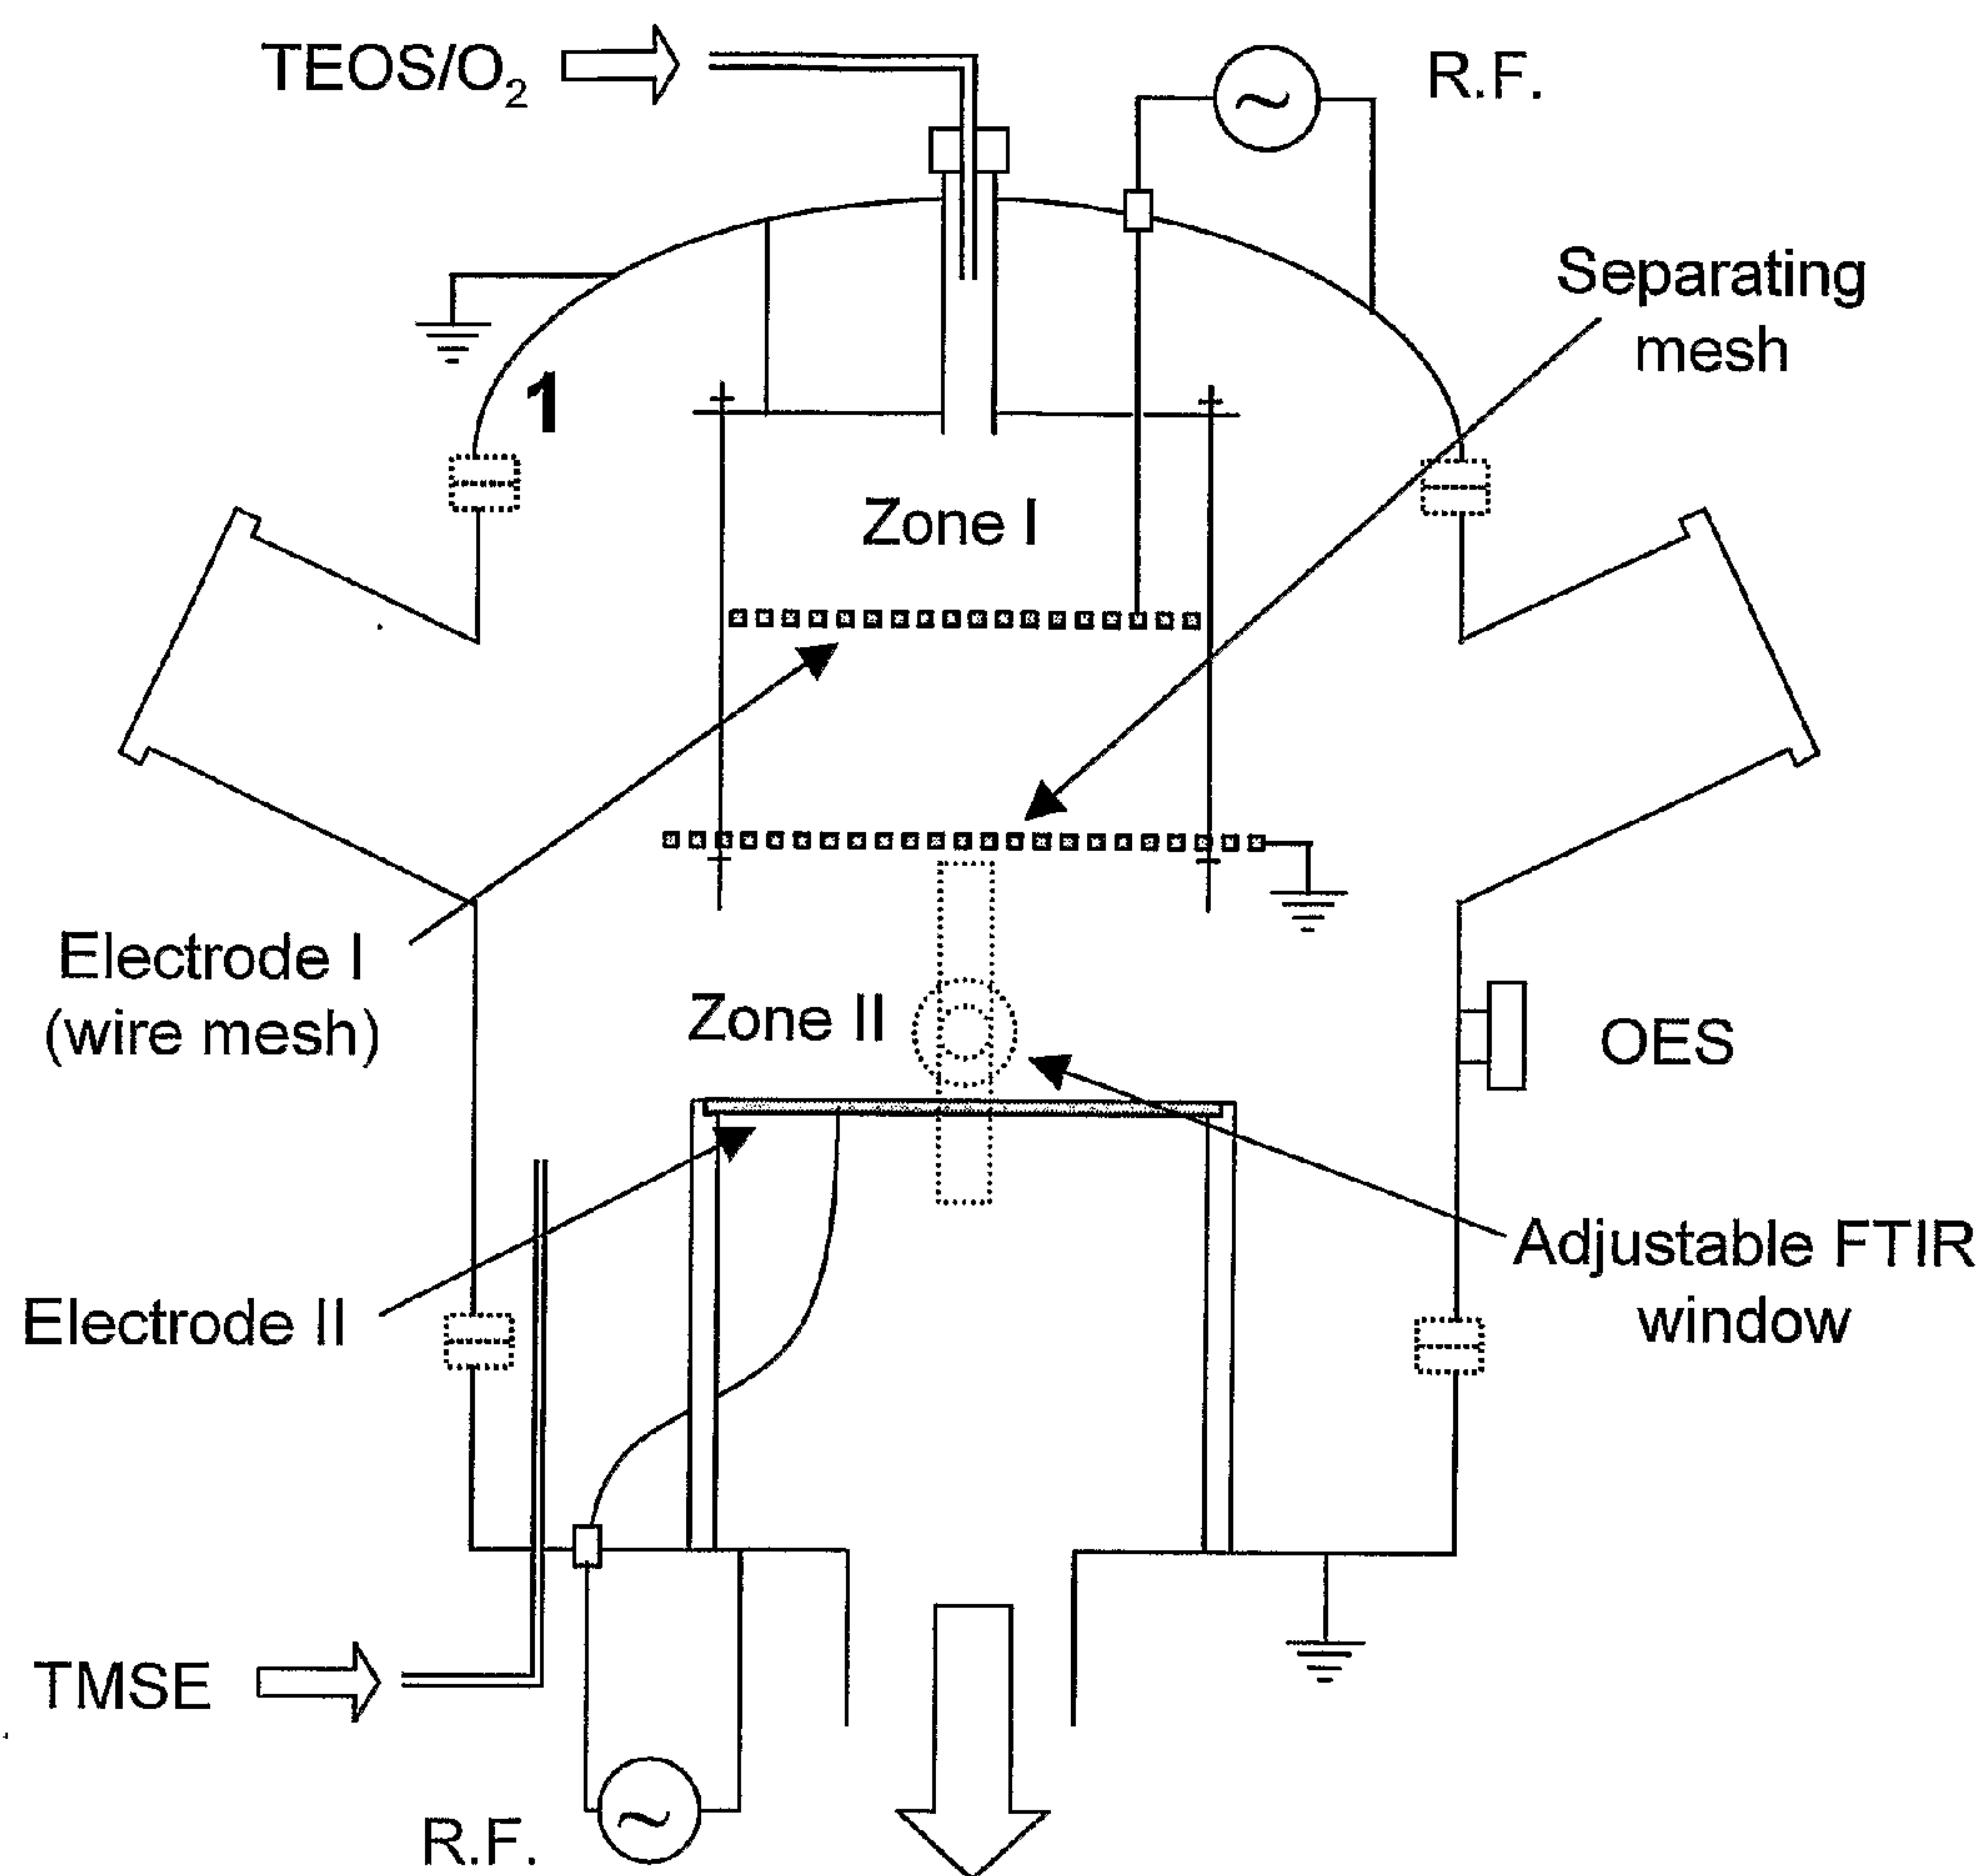 TEOS/O₂
R.F.
Separating
mesh
1
Zone I
Electrode I
(wire mesh)
Zone II
OES
Adjustable FTIR
window
Electrode II
TMSE
R.F.